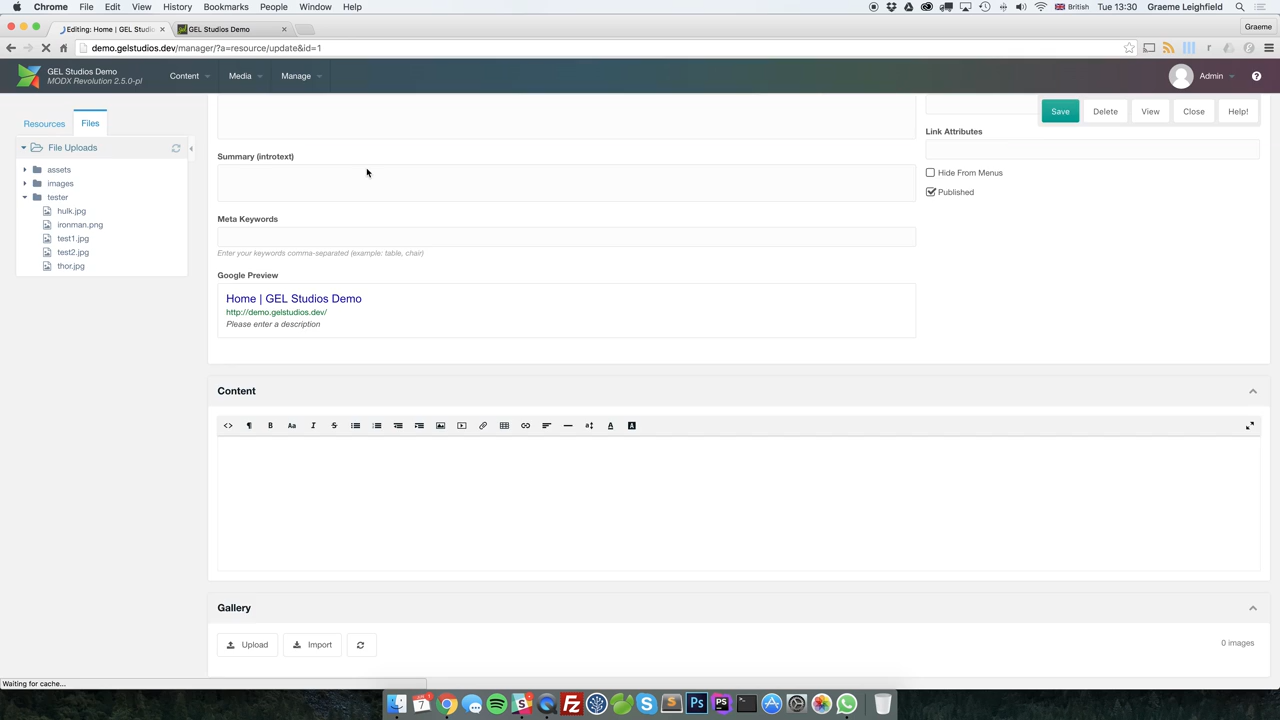 Chrome File Edit View History Bookmarks People Window Help British Tue 13:30 Graeme Leighfield
Editing: Home | GEL Studios GEL Studios Demo Graeme
demo.gelstudios.dev/manager/?a=resource/update&id=1
GEL Studios Demo
MODX Revolution 2.5.0-pl
Content Media Manage Admin
Resources Files
File Uploads
assets
images
tester
hulk.jpg
ironman.png
test1.jpg
test2.jpg
thor.jpg
Save Delete View Close Help!
Link Attributes
Hide From Menus
Published
Summary (introtext)
Meta Keywords
Enter your keywords comma-separated (example: table, chair)
Google Preview
Home | GEL Studios Demo
http://demo.gelstudios.dev/
Please enter a description
Content
Gallery
Upload Import 0 images
Waiting for cache...